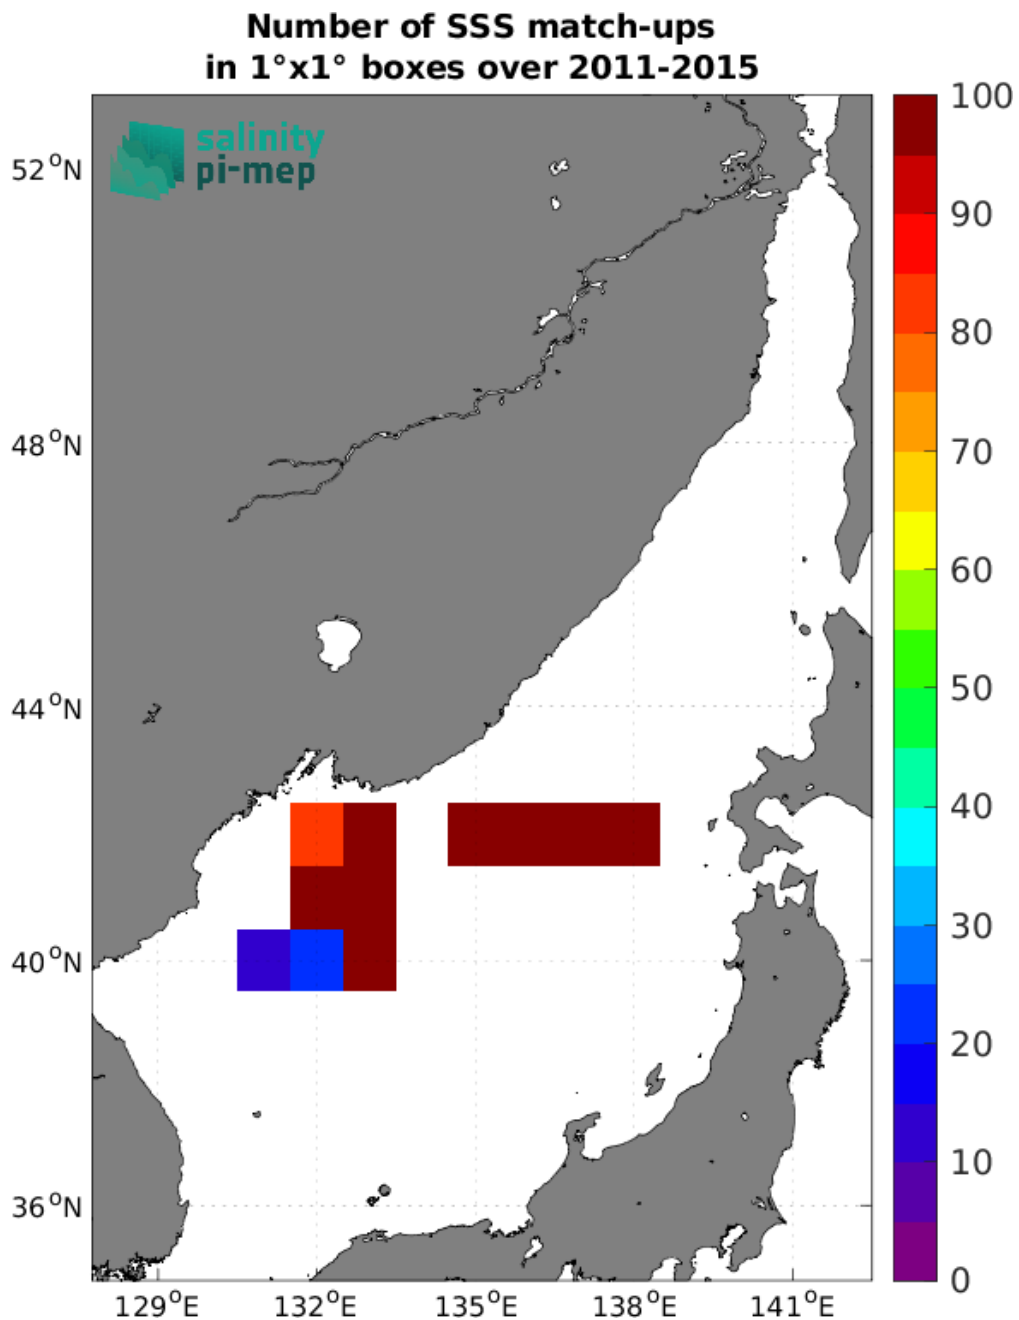 Number of SSS match-ups
in 1°x1° boxes over 2011-2015
salinity
pi-mep
52°N
48°N
44°N
40°N
36°N
129°E 132°E 135°E 138°E 141°E
100
90
80
70
60
50
40
30
20
10
0